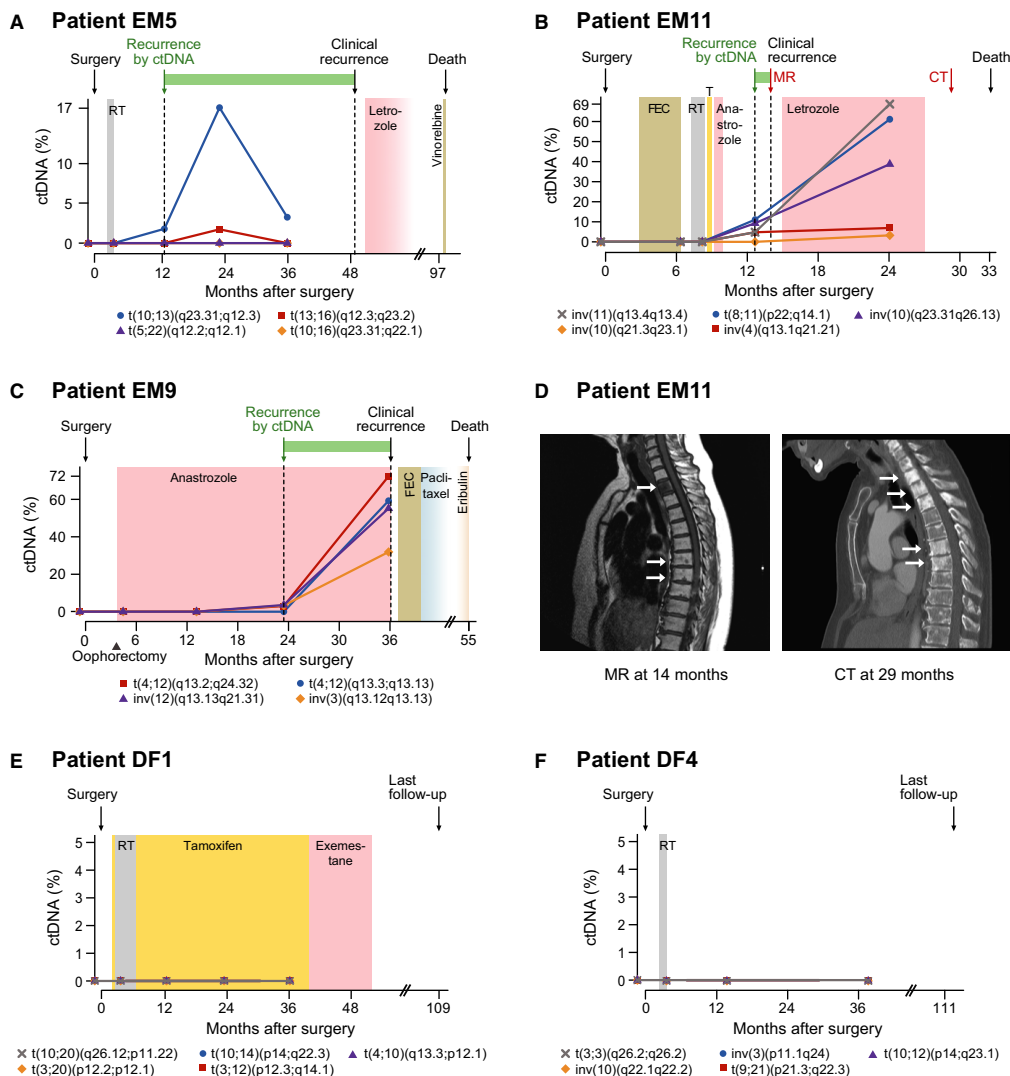 A Patient EM5
Surgery
Recurrence
by ctDNA
Clinical
recurrence
Death
RT
Letro-
zole
Vinorelbine
ctDNA (%)
17
10
5
0
0 12 24 36 48 97
Months after surgery
t(10;13)(q23.31;q12.3) t(13;16)(q12.3;q23.2)
t(5;22)(q12.2;q12.1) t(10;16)(q23.31;q22.1)
B Patient EM11
Surgery
Recurrence
by ctDNA
Clinical
recurrence
MR
CT
Death
FEC
RT
T
Ana-
stro-
zole
Letrozole
ctDNA (%)
69
60
50
40
30
20
10
0
0 6 12 18 24 30 33
Months after surgery
inv(11)(q13.4q13.4) t(8;11)(p22;q14.1) inv(10)(q23.31q26.13)
inv(10)(q21.3q23.1) inv(4)(q13.1q21.21)
C Patient EM9
Surgery
Recurrence
by ctDNA
Clinical
recurrence
Death
Anastrozole
FEC
Pacli-
taxel
Eribulin
ctDNA (%)
72
60
40
20
0
0 12 24 30 36 55
Oophorectomy
Months after surgery
t(4;12)(q13.2;q24.32) t(4;12)(q13.3;q13.13)
inv(12)(q13.13q21.31) inv(3)(q13.12q13.13)
D Patient EM11
MR at 14 months CT at 29 months
E Patient DF1
Surgery
Last
follow-up
RT
Tamoxifen
Exemes-
tane
ctDNA (%)
5
4
3
2
1
0
0 12 24 36 48 109
Months after surgery
t(10;20)(q26.12;p11.22) t(10;14)(p14;q22.3) t(4;10)(q13.3;p12.1)
t(3;20)(p12.2;p12.1) t(3;12)(p12.3;q14.1)
F Patient DF4
Surgery
Last
follow-up
RT
ctDNA (%)
5
4
3
2
1
0
0 12 24 36 111
Months after surgery
t(3;3)(q26.2;q26.2) inv(3)(p11.1q24) t(10;12)(p14;q23.1)
inv(10)(q22.1q22.2) t(9;21)(p21.3;q22.3)